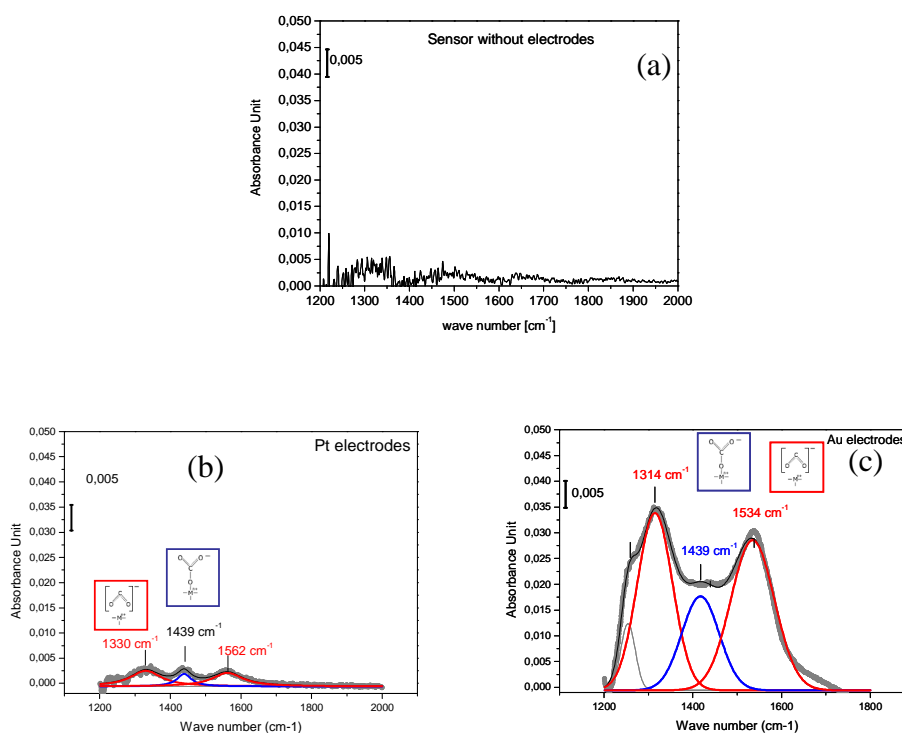 Sensor without electrodes
(a)
0,005
0,050
0,045
0,040
0,035
0,030
0,025
0,020
0,015
0,010
0,005
0,000
Absorbance Unit
1200 1300 1400 1500 1600 1700 1800 1900 2000
wave number [cm⁻¹]
Pt electrodes
(b)
0,005
0,050
0,045
0,040
0,035
0,030
0,025
0,020
0,015
0,010
0,005
0,000
Absorbance Unit
1330 cm⁻¹
1439 cm⁻¹
1562 cm⁻¹
1200 1400 1600 1800 2000
Wave number (cm-1)
Au electrodes
(c)
0,005
0,050
0,045
0,040
0,035
0,030
0,025
0,020
0,015
0,010
0,005
0,000
Absorbance Unit
1314 cm⁻¹
1439 cm⁻¹
1534 cm⁻¹
1200 1400 1600 1800
Wave number (cm-1)